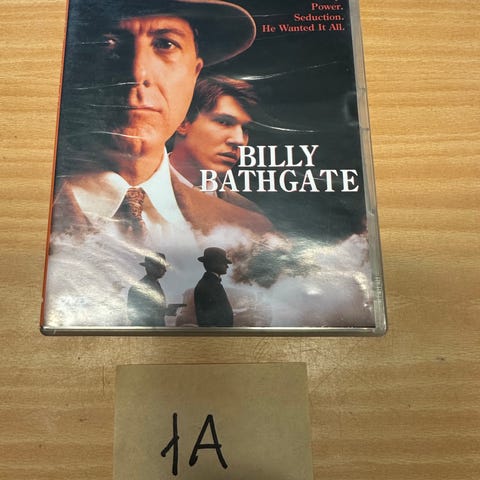 Power.
Seduction.
He Wanted It All.
BILLY
BATHGATE
1A